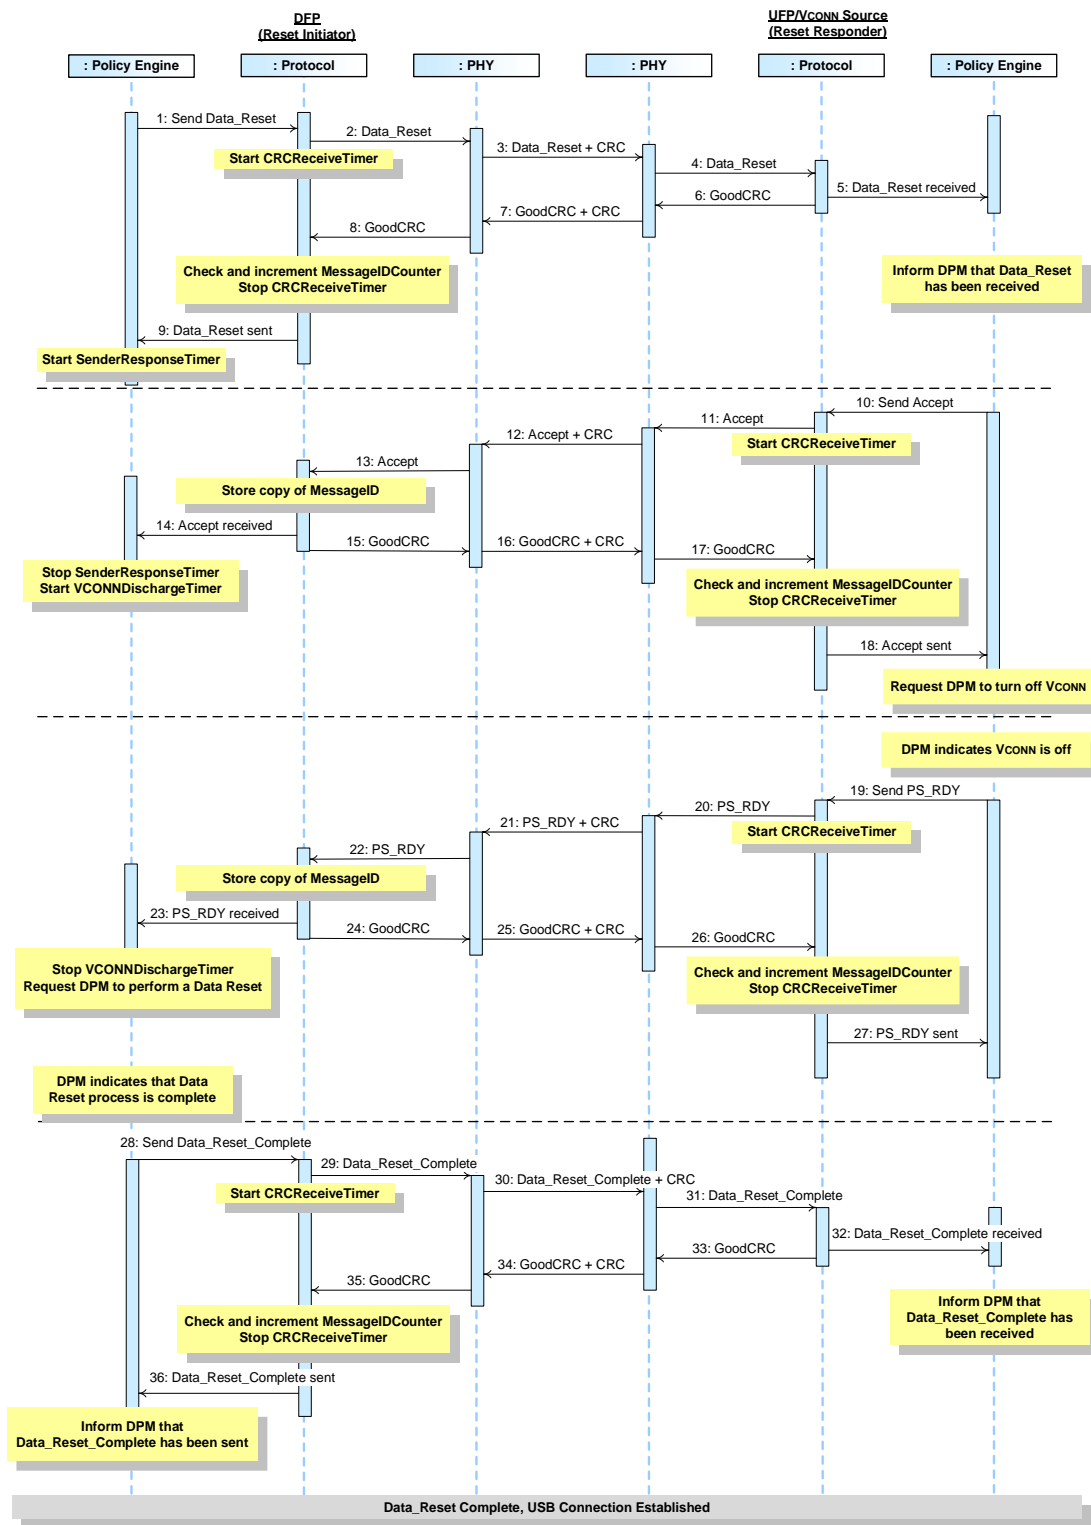 DFP
(Reset Initiator)
UFP/VCONN Source
(Reset Responder)
: Policy Engine
: Protocol
: PHY
: PHY
: Protocol
: Policy Engine
1: Send Data_Reset
2: Data_Reset
Start CRCReceiveTimer
3: Data_Reset + CRC
4: Data_Reset
5: Data_Reset received
6: GoodCRC
7: GoodCRC + CRC
8: GoodCRC
Check and increment MessageIDCounter
Stop CRCReceiveTimer
Inform DPM that Data_Reset
has been received
9: Data_Reset sent
Start SenderResponseTimer
10: Send Accept
11: Accept
Start CRCReceiveTimer
12: Accept + CRC
13: Accept
Store copy of MessageID
14: Accept received
15: GoodCRC
16: GoodCRC + CRC
17: GoodCRC
Stop SenderResponseTimer
Start VCONNDischargeTimer
Check and increment MessageIDCounter
Stop CRCReceiveTimer
18: Accept sent
Request DPM to turn off VCONN
DPM indicates VCONN is off
19: Send PS_RDY
20: PS_RDY
Start CRCReceiveTimer
21: PS_RDY + CRC
22: PS_RDY
Store copy of MessageID
23: PS_RDY received
24: GoodCRC
25: GoodCRC + CRC
26: GoodCRC
Stop VCONNDischargeTimer
Request DPM to perform a Data Reset
Check and increment MessageIDCounter
Stop CRCReceiveTimer
27: PS_RDY sent
DPM indicates that Data
Reset process is complete
28: Send Data_Reset_Complete
29: Data_Reset_Complete
Start CRCReceiveTimer
30: Data_Reset_Complete + CRC
31: Data_Reset_Complete
32: Data_Reset_Complete received
33: GoodCRC
34: GoodCRC + CRC
35: GoodCRC
Check and increment MessageIDCounter
Stop CRCReceiveTimer
Inform DPM that
Data_Reset_Complete has
been received
36: Data_Reset_Complete sent
Inform DPM that
Data_Reset_Complete has been sent
Data_Reset Complete, USB Connection Established